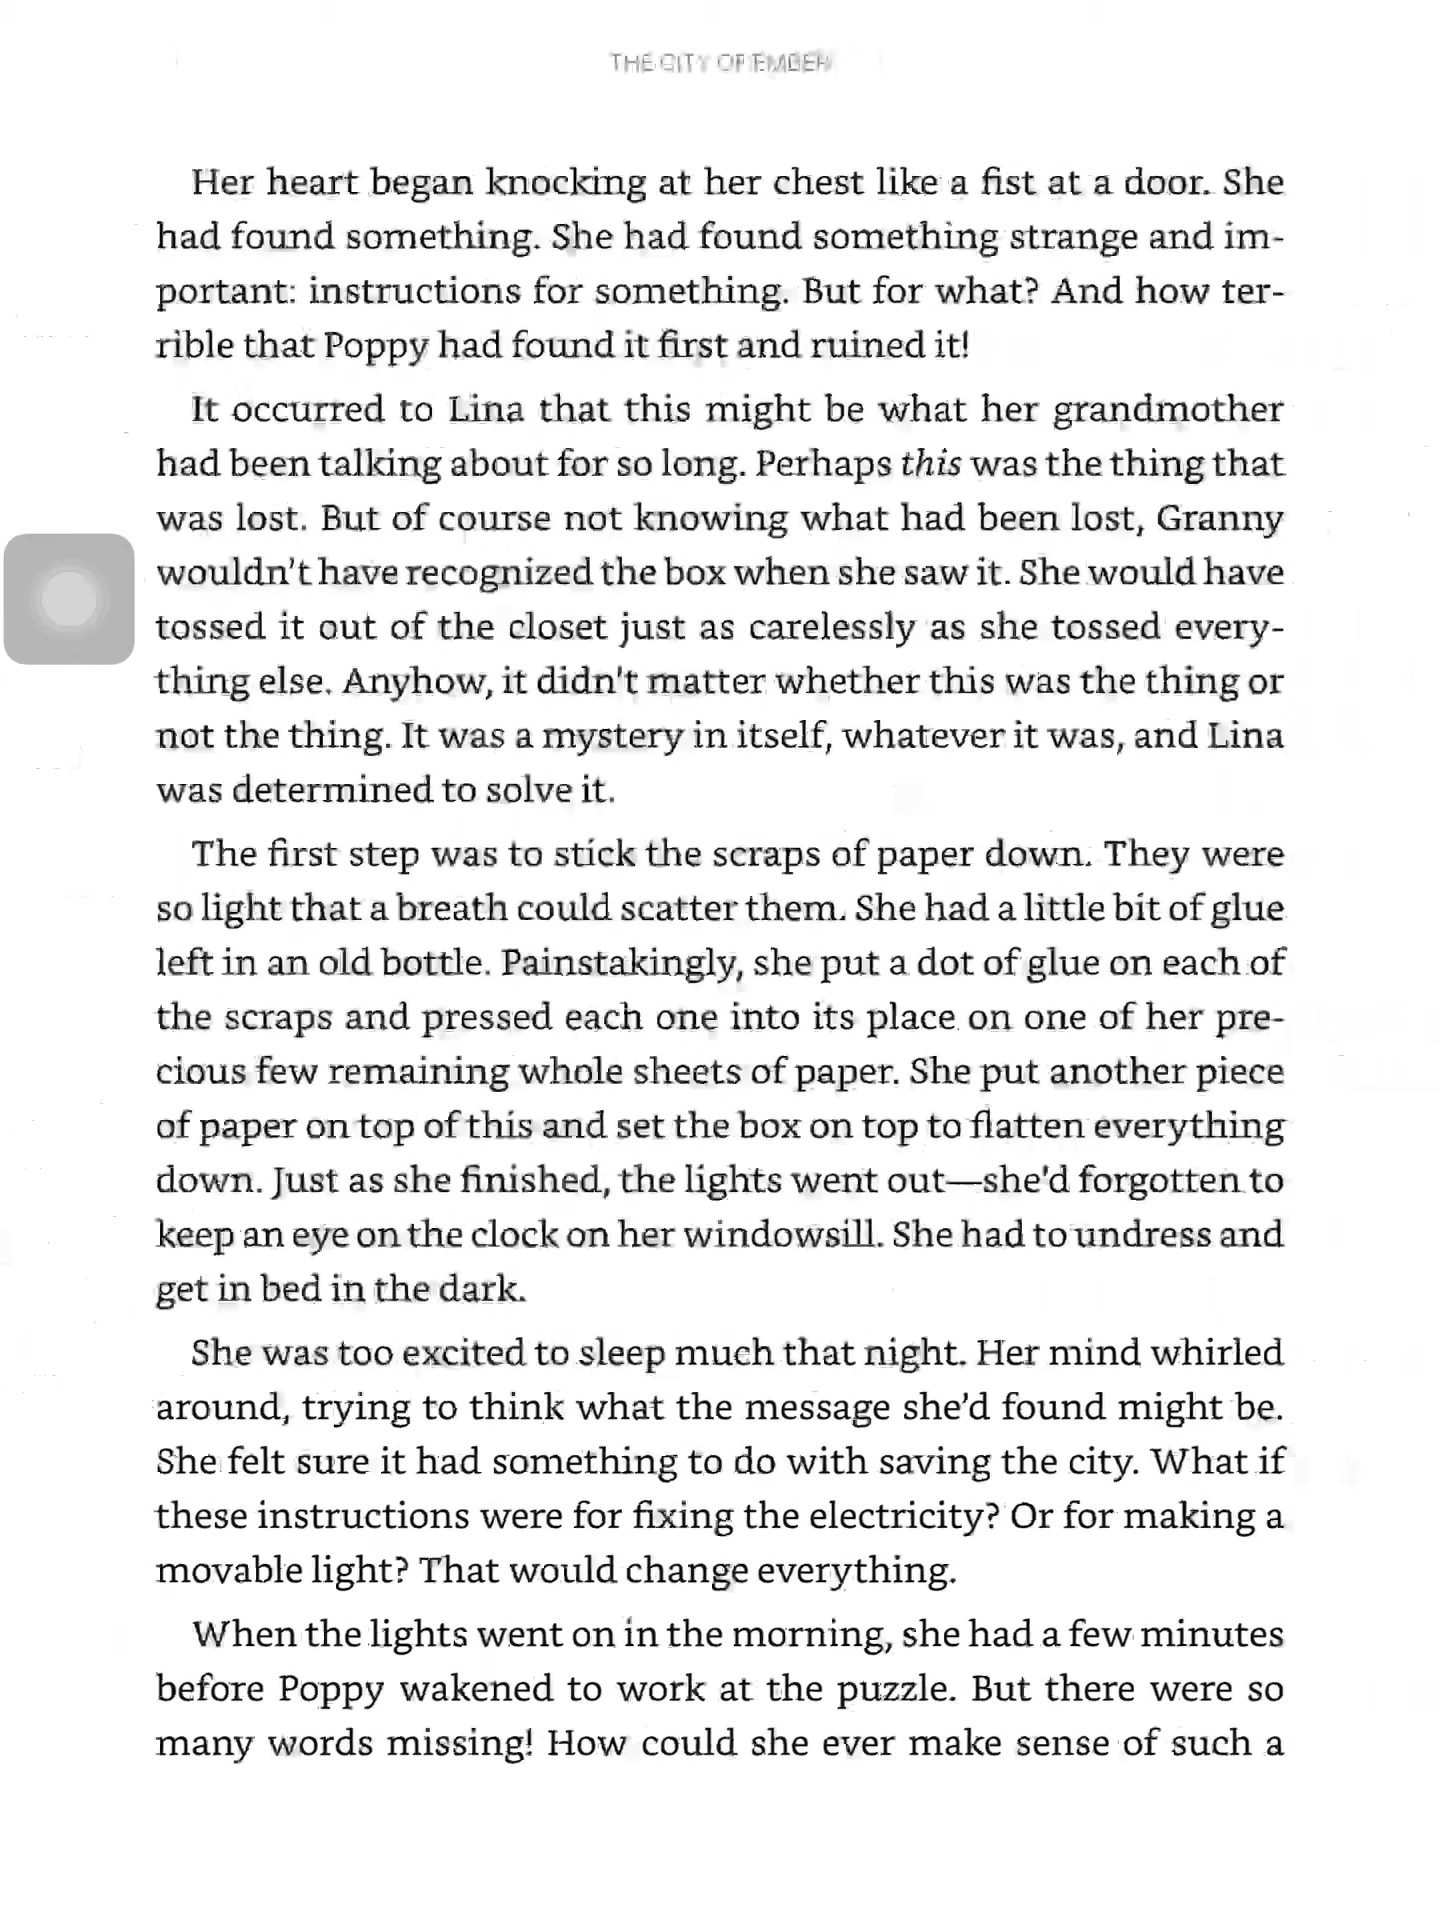 THE CITY OF EMBER
Her heart began knocking at her chest like a fist at a door. She
had found something. She had found something strange and im-
portant: instructions for something. But for what? And how ter-
rible that Poppy had found it first and ruined it!
It occurred to Lina that this might be what her grandmother
had been talking about for so long. Perhaps this was the thing that
was lost. But of course not knowing what had been lost, Granny
wouldn't have recognized the box when she saw it. She would have
tossed it out of the closet just as carelessly as she tossed every-
thing else. Anyhow, it didn't matter whether this was the thing or
not the thing. It was a mystery in itself, whatever it was, and Lina
was determined to solve it.
The first step was to stick the scraps of paper down. They were
so light that a breath could scatter them. She had a little bit of glue
left in an old bottle. Painstakingly, she put a dot of glue on each of
the scraps and pressed each one into its place on one of her pre-
cious few remaining whole sheets of paper. She put another piece
of paper on top of this and set the box on top to flatten everything
down. Just as she finished, the lights went out—she'd forgotten to
keep an eye on the clock on her windowsill. She had to undress and
get in bed in the dark.
She was too excited to sleep much that night. Her mind whirled
around, trying to think what the message she'd found might be.
She felt sure it had something to do with saving the city. What if
these instructions were for fixing the electricity? Or for making a
movable light? That would change everything.
When the lights went on in the morning, she had a few minutes
before Poppy wakened to work at the puzzle. But there were so
many words missing! How could she ever make sense of such a